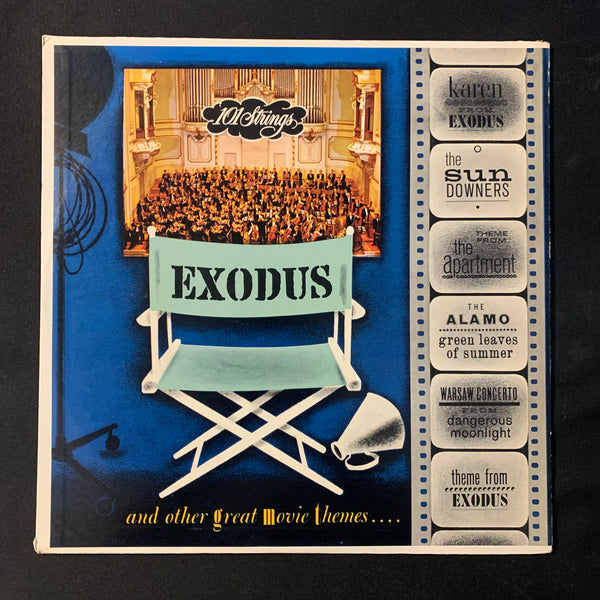 101 Strings
EXODUS
and other great movie themes....
karen
FROM
EXODUS
the
sun
DOWNERS
THEME
FROM
the
apartment
THE
ALAMO
green leaves
of summer
WARSAW CONCERTO
FROM
dangerous
moonlight
theme from
EXODUS